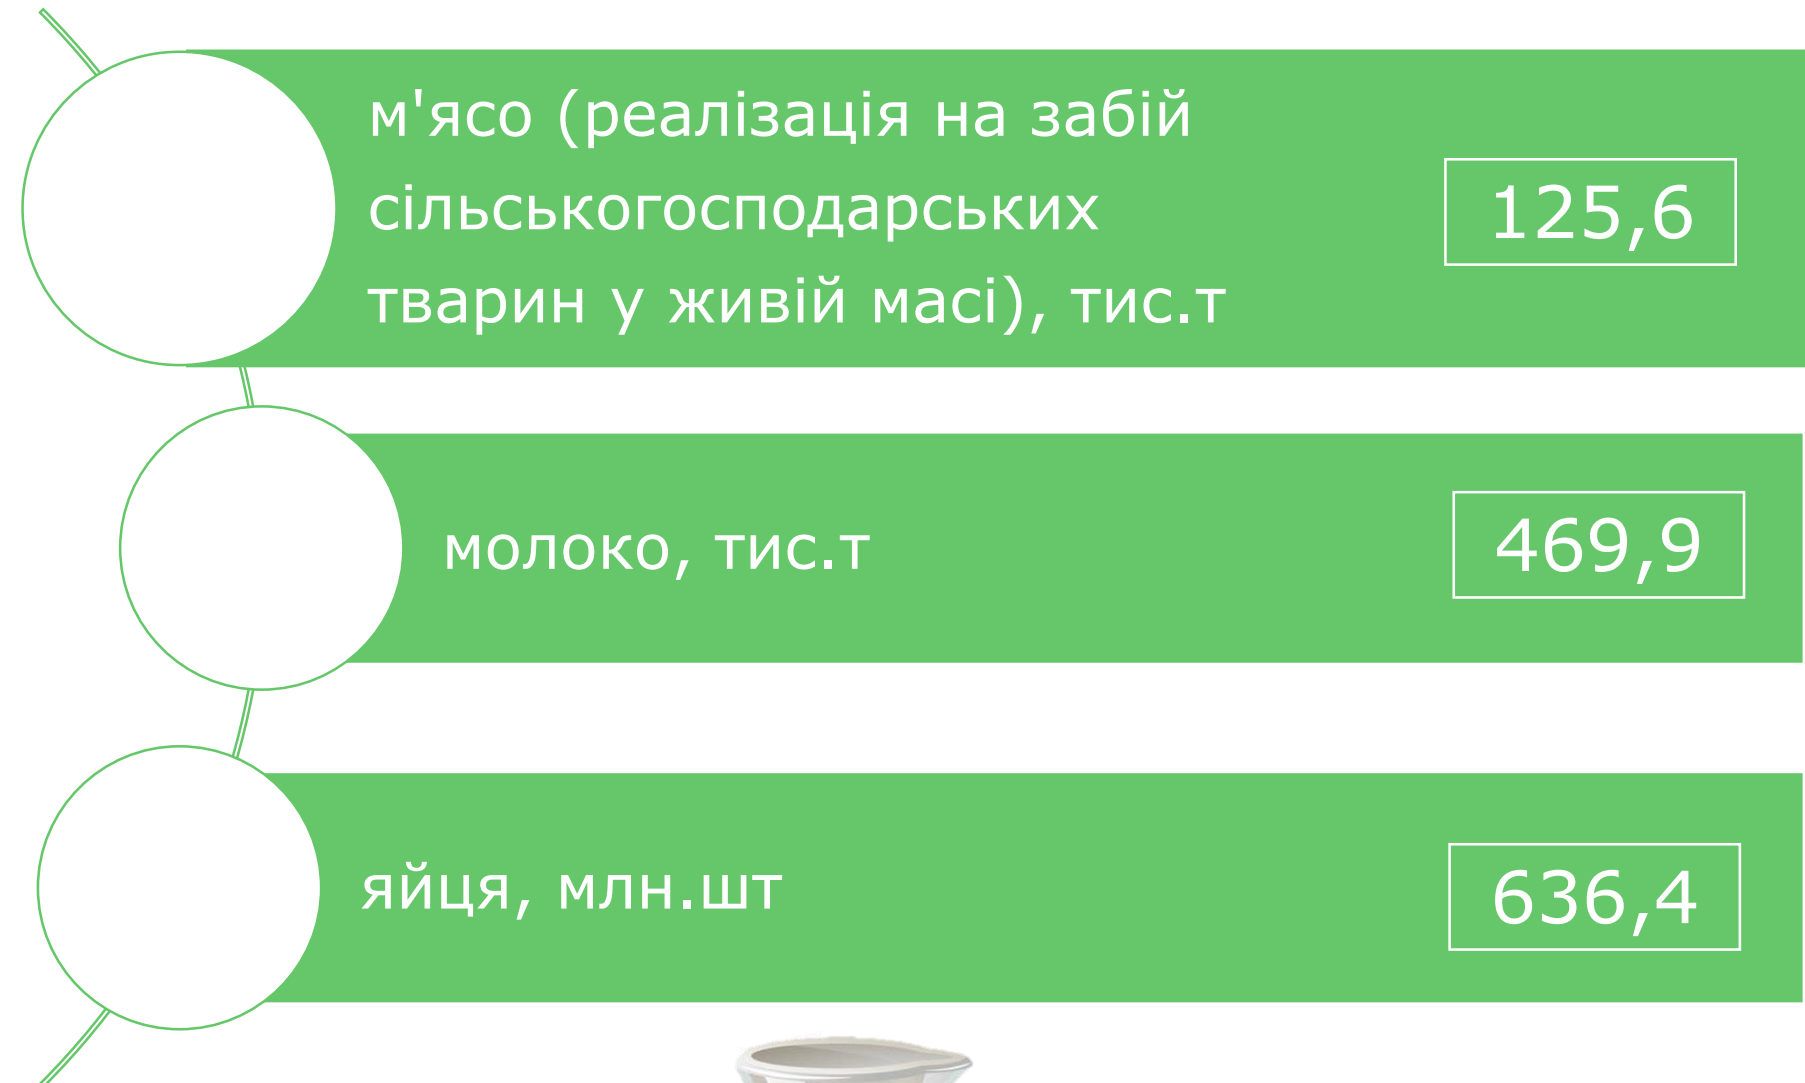 м'ясо (реалізація на забій
сільськогосподарських
тварин у живій масі), тис.т
125,6
молоко, тис.т
469,9
яйця, млн.шт
636,4